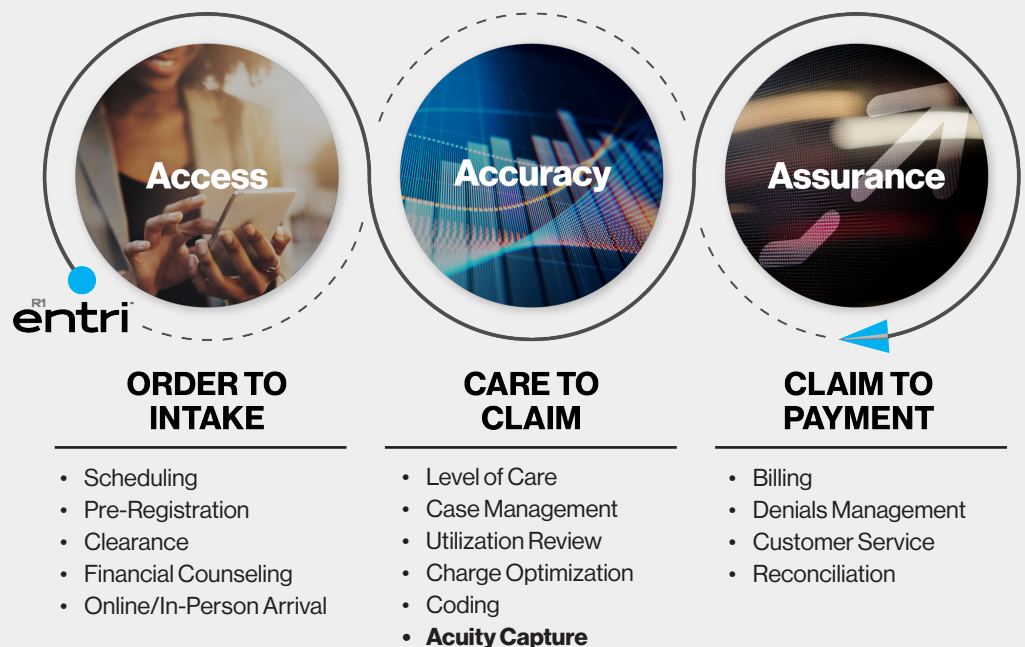 Access
Accuracy
Assurance
R1
entri™
ORDER TO
INTAKE
• Scheduling
• Pre-Registration
• Clearance
• Financial Counseling
• Online/In-Person Arrival
CARE TO
CLAIM
• Level of Care
• Case Management
• Utilization Review
• Charge Optimization
• Coding
• Acuity Capture
CLAIM TO
PAYMENT
• Billing
• Denials Management
• Customer Service
• Reconciliation